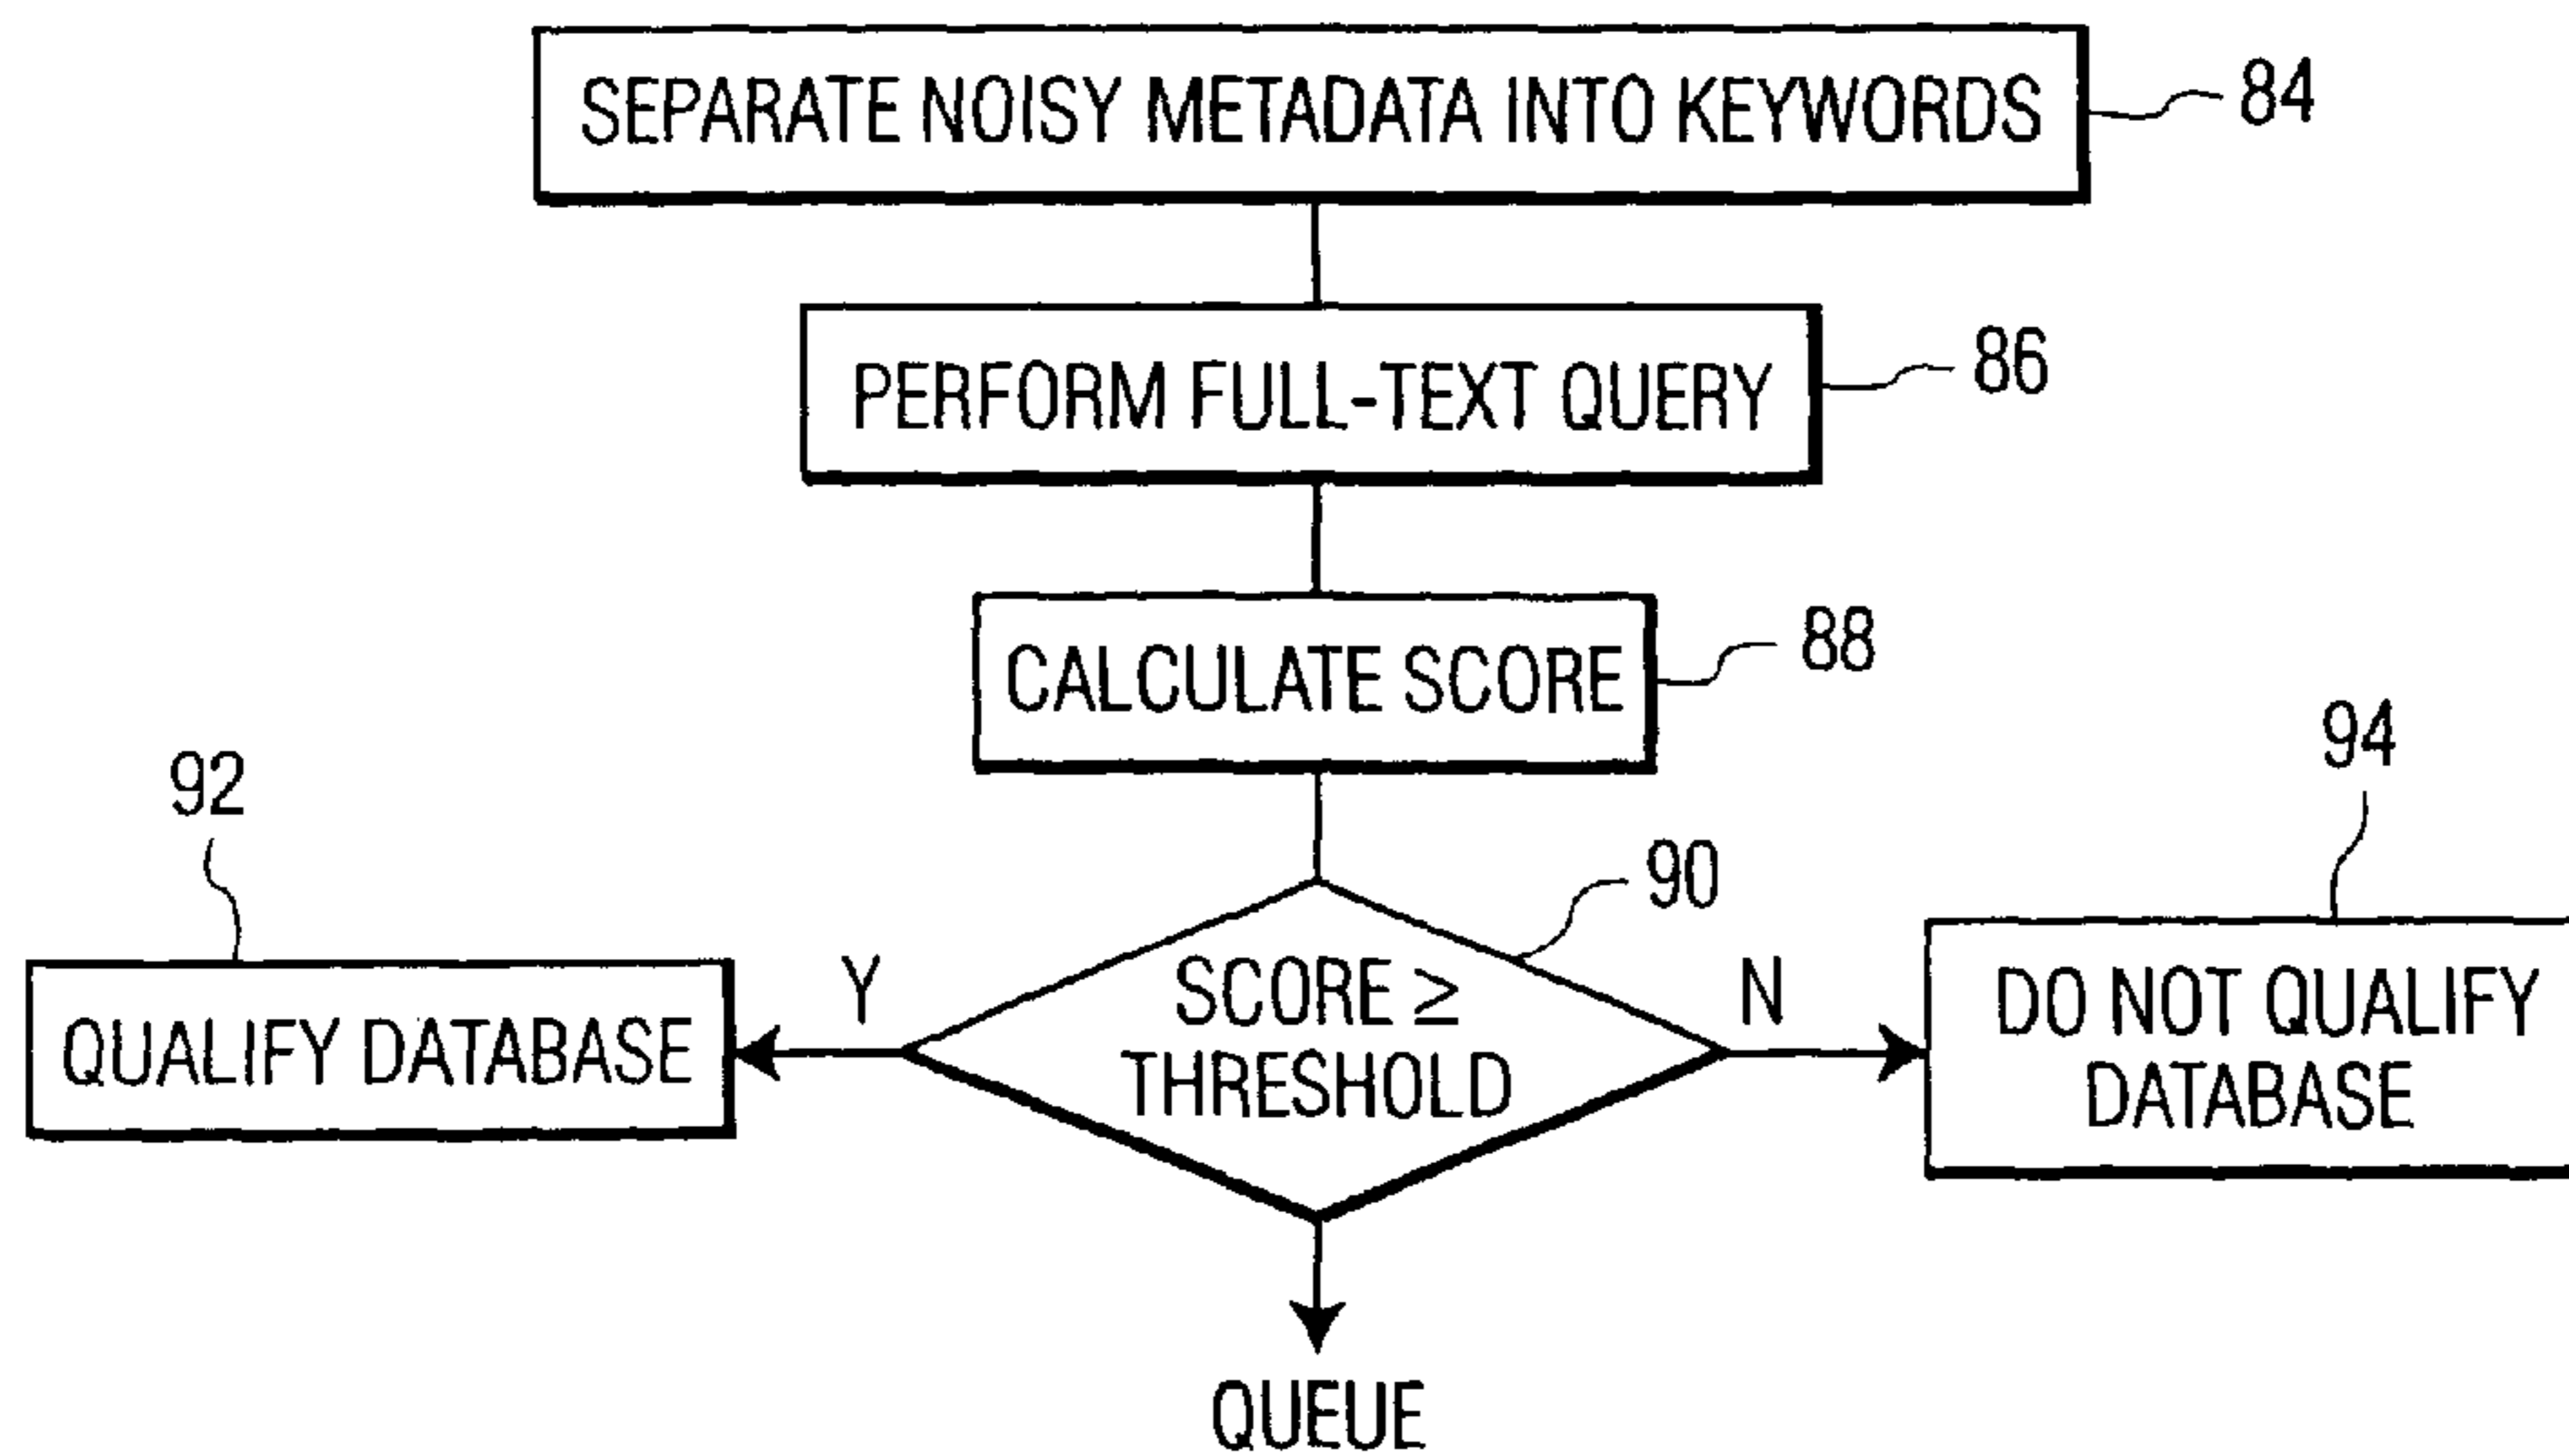 SEPARATE NOISY METADATA INTO KEYWORDS
84
PERFORM FULL-TEXT QUERY
86
CALCULATE SCORE
88
92
94
90
QUALIFY DATABASE
Y
SCORE ≥
THRESHOLD
N
DO NOT QUALIFY
DATABASE
QUEUE